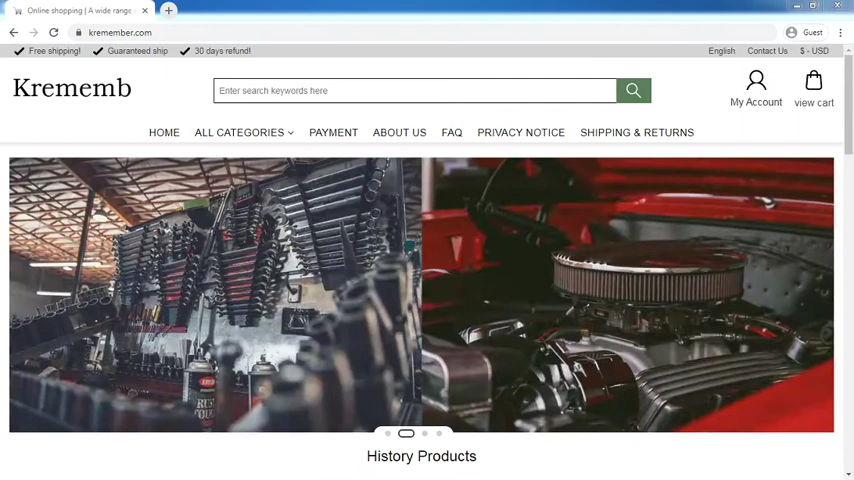 Online shopping | A wide range
kremember.com
Guest
Free shipping!
Guaranteed ship
30 days refund!
English
Contact Us
$ - USD
Krememb
Enter search keywords here
My Account
view cart
HOME
ALL CATEGORIES
PAYMENT
ABOUT US
FAQ
PRIVACY NOTICE
SHIPPING & RETURNS
History Products